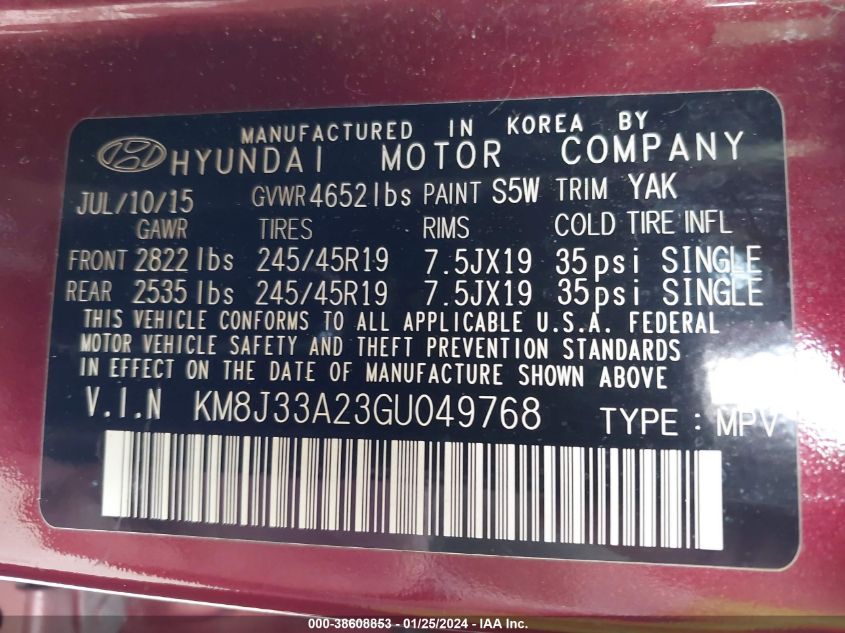 MANUFACTURED IN KOREA BY
HYUNDAI MOTOR COMPANY
JUL/10/15 GVWR 4652 lbs PAINT S5W TRIM YAK
GAWR TIRES RIMS COLD TIRE INFL
FRONT 2822 lbs 245/45R19 7.5JX19 35psi SINGLE
REAR 2535 lbs 245/45R19 7.5JX19 35psi SINGLE
THIS VEHICLE CONFORMS TO ALL APPLICABLE U.S.A. FEDERAL
MOTOR VEHICLE SAFETY AND THEFT PREVENTION STANDARDS
IN EFFECT ON THE DATE OF MANUFACTURE SHOWN ABOVE
V.I.N KM8J33A23GU049768 TYPE : MPV
000-38608853 - 01/25/2024 - IAA Inc.